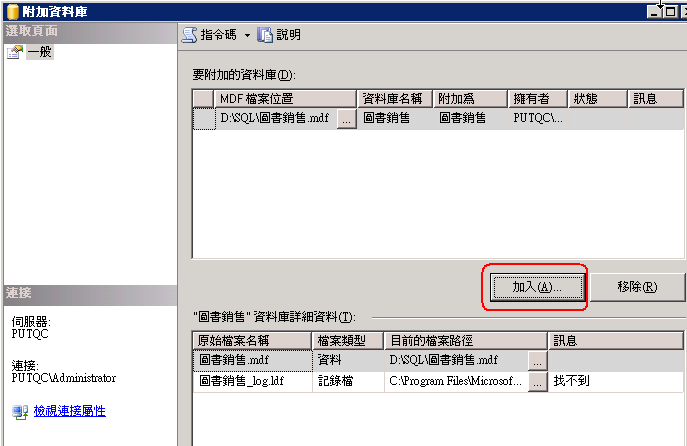 附加資料庫
選取頁面
一般
指令碼 說明
要附加的資料庫(D):
MDF 檔案位置 資料庫名稱 附加為 擁有者 狀態 訊息
D:\SQL\圖書銷售.mdf ... 圖書銷售 圖書銷售 PUTQC\...
加入(A)... 移除(R)
連接
伺服器:
PUTQC
連接:
PUTQC\Administrator
檢視連接屬性
"圖書銷售" 資料庫詳細資料(T):
原始檔案名稱 檔案類型 目前的檔案路徑 訊息
圖書銷售.mdf 資料 D:\SQL\圖書銷售.mdf ...
圖書銷售_log.ldf 記錄檔 C:\Program Files\Microsof... ... 找不到